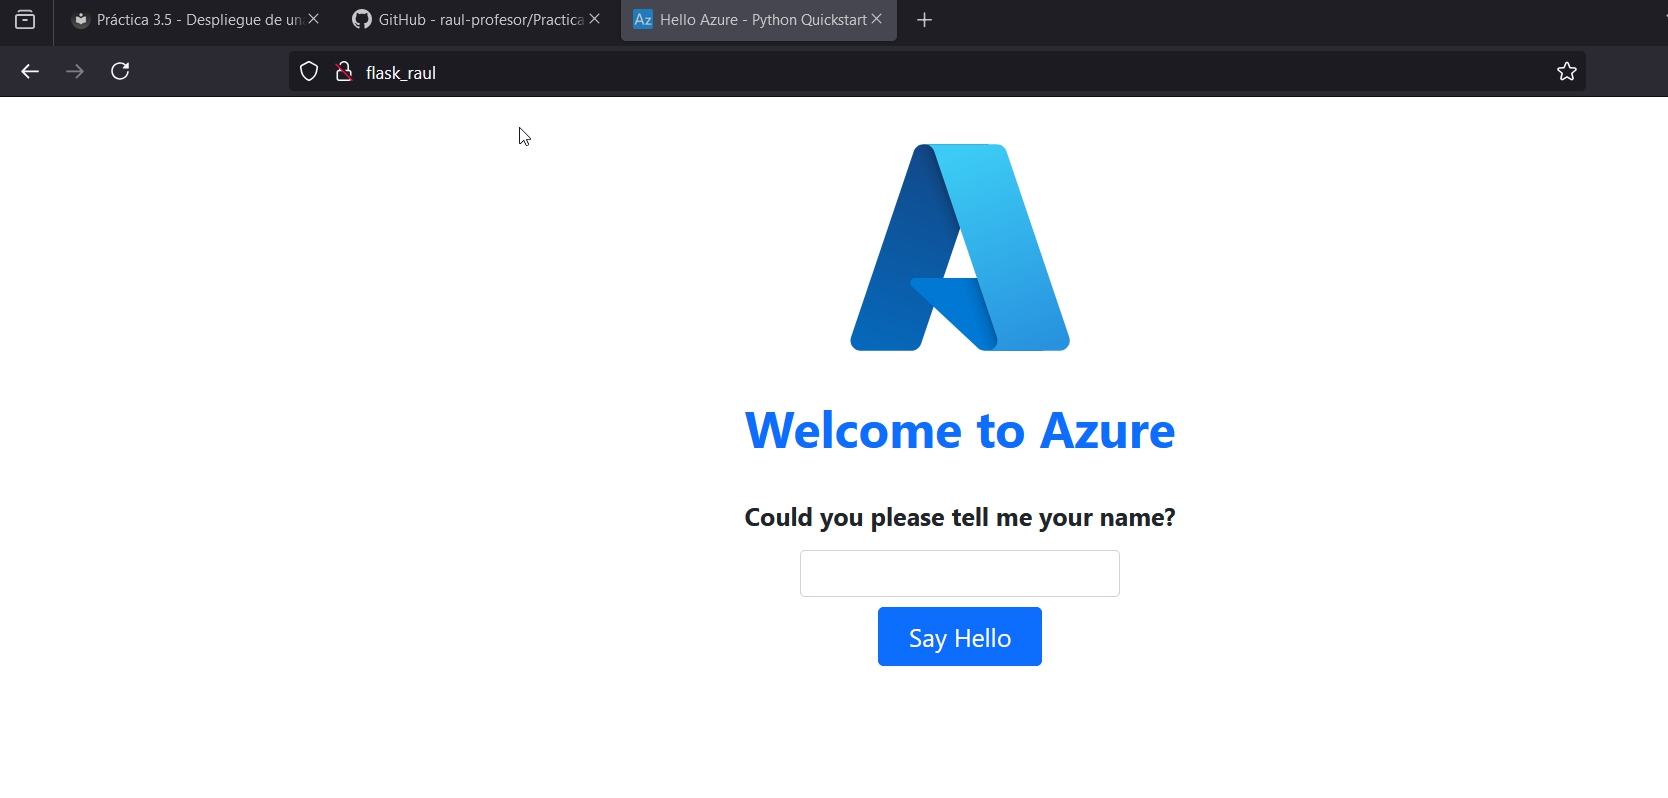 Práctica 3.5 - Despliegue de un
GitHub - raul-profesor/Practica
Az Hello Azure - Python Quickstart
flask_raul
Welcome to Azure
Could you please tell me your name?
Say Hello